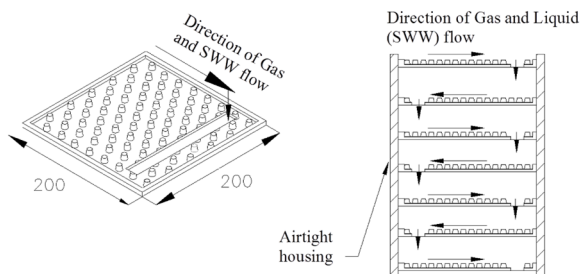 Direction of Gas
and SWW flow
200
200
Direction of Gas and Liquid
(SWW) flow
Airtight
housing